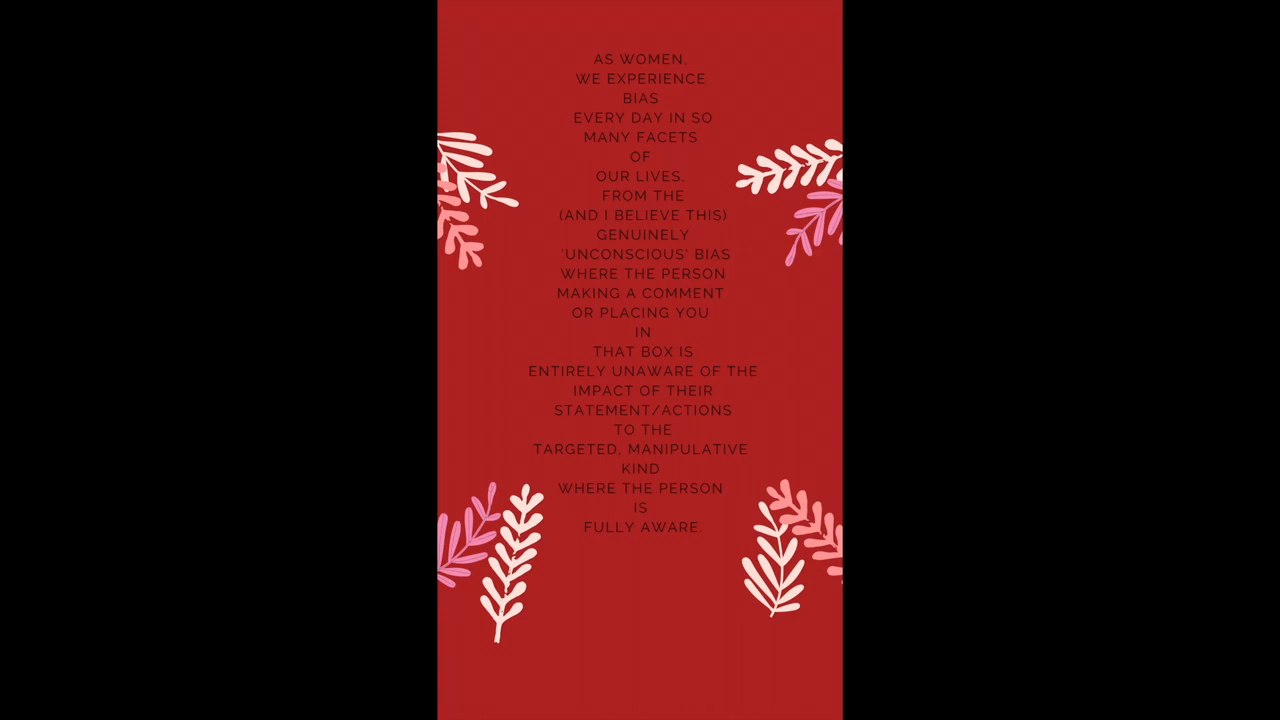 AS WOMEN,
WE EXPERIENCE
BIAS
EVERY DAY IN SO
MANY FACETS
OF
OUR LIVES,
FROM THE
(AND I BELIEVE THIS)
GENUINELY
'UNCONSCIOUS' BIAS
WHERE THE PERSON
MAKING A COMMENT
OR PLACING YOU
IN
THAT BOX IS
ENTIRELY UNAWARE OF THE
IMPACT OF THEIR
STATEMENT/ACTIONS
TO THE
TARGETED, MANIPULATIVE
KIND
WHERE THE PERSON
IS
FULLY AWARE.